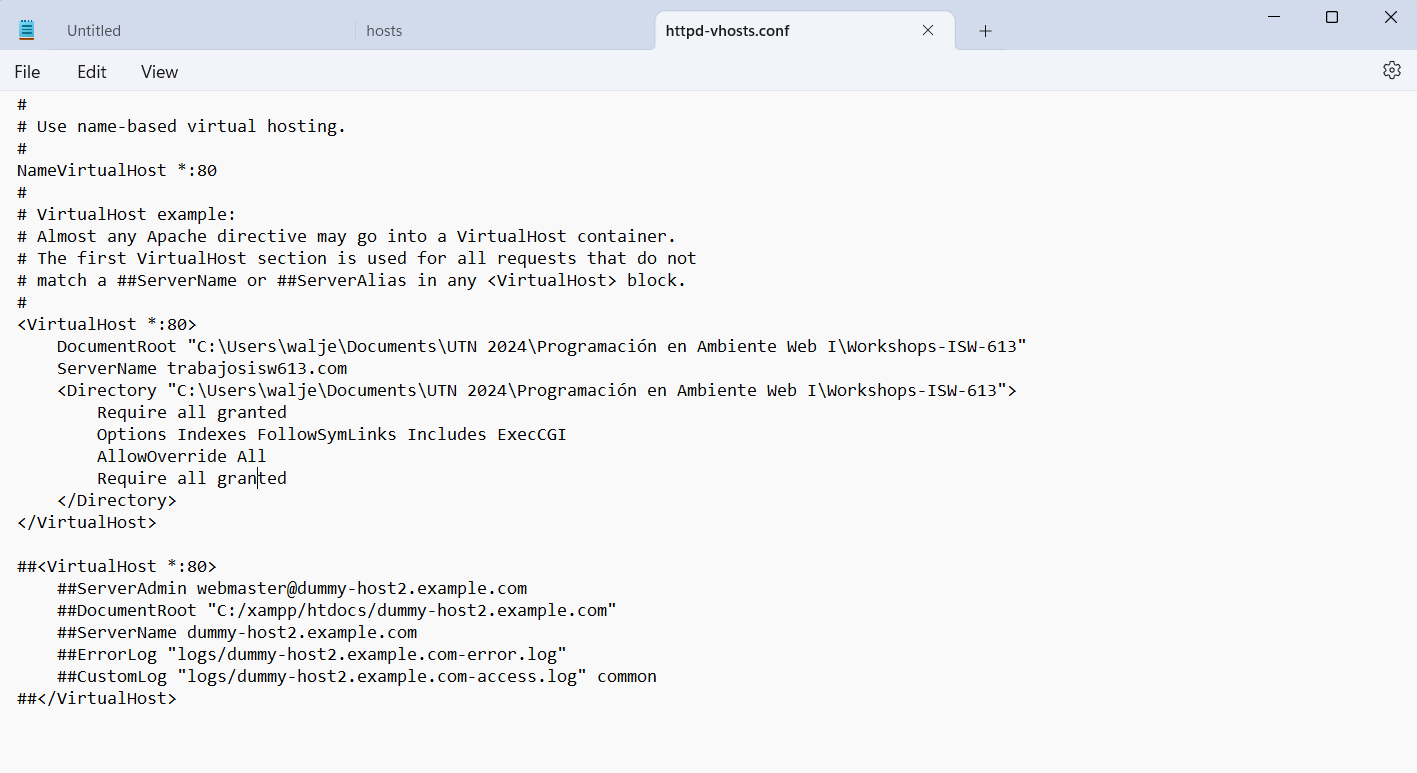 Untitled
hosts
httpd-vhosts.conf
File
Edit
View
#
# Use name-based virtual hosting.
#
NameVirtualHost *:80
#
# VirtualHost example:
# Almost any Apache directive may go into a VirtualHost container.
# The first VirtualHost section is used for all requests that do not
# match a ##ServerName or ##ServerAlias in any <VirtualHost> block.
#
<VirtualHost *:80>
    DocumentRoot "C:\Users\walje\Documents\UTN 2024\Programación en Ambiente Web I\Workshops-ISW-613"
    ServerName trabajosisw613.com
    <Directory "C:\Users\walje\Documents\UTN 2024\Programación en Ambiente Web I\Workshops-ISW-613">
        Require all granted
        Options Indexes FollowSymLinks Includes ExecCGI
        AllowOverride All
        Require all granted
    </Directory>
</VirtualHost>

##<VirtualHost *:80>
    ##ServerAdmin webmaster@dummy-host2.example.com
    ##DocumentRoot "C:/xampp/htdocs/dummy-host2.example.com"
    ##ServerName dummy-host2.example.com
    ##ErrorLog "logs/dummy-host2.example.com-error.log"
    ##CustomLog "logs/dummy-host2.example.com-access.log" common
##</VirtualHost>